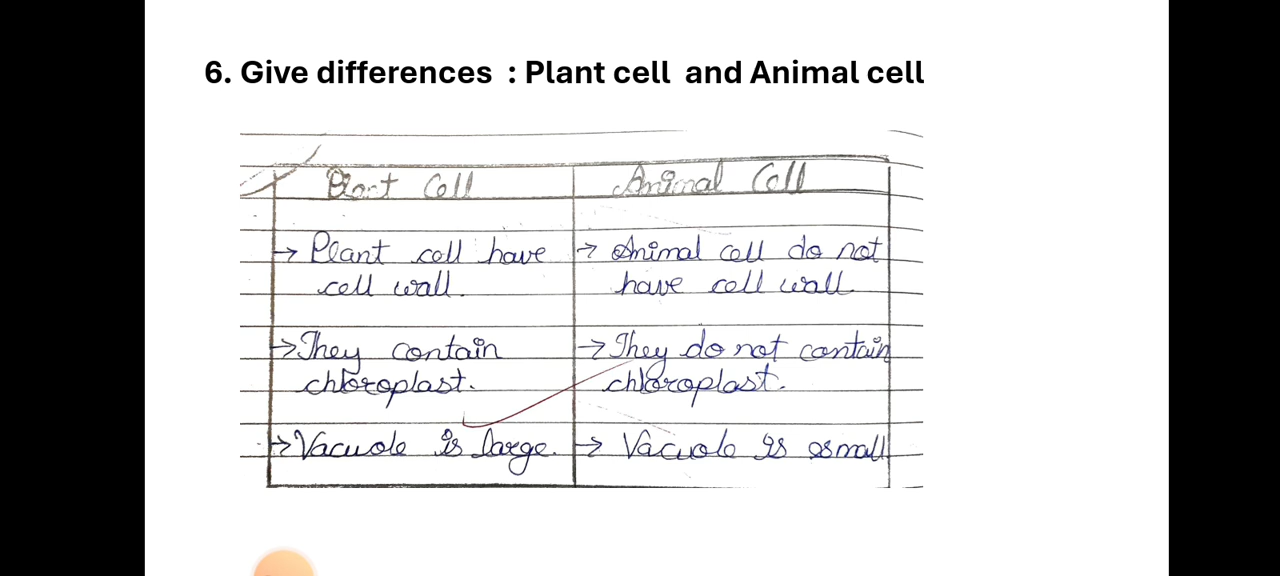 6. Give differences : Plant cell and Animal cell
Plant Cell
Animal Cell
→ Plant cell have
cell wall.
→ Animal cell do not
have cell wall.
→ They contain
chloroplast.
→ They do not contain
chloroplast.
→ Vacuole is large.
→ Vacuole is small